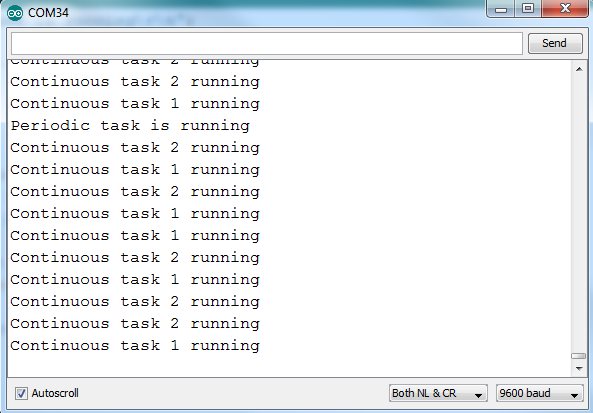 COM34
Send
Continuous task 2 running
Continuous task 2 running
Continuous task 1 running
Periodic task is running
Continuous task 2 running
Continuous task 1 running
Continuous task 2 running
Continuous task 1 running
Continuous task 1 running
Continuous task 2 running
Continuous task 1 running
Continuous task 2 running
Continuous task 2 running
Continuous task 1 running
Autoscroll
Both NL & CR
9600 baud